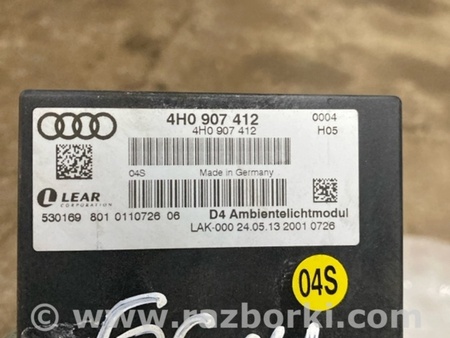 4H0 907 412
4H0 907 412
0004
H05
04S
Made in Germany
LEAR
CORPORATION
530169 801 0110726 06
D4 Ambientelichtmodul
LAK-000 24.05.13 2001 0726
04S
© www.razborki.com